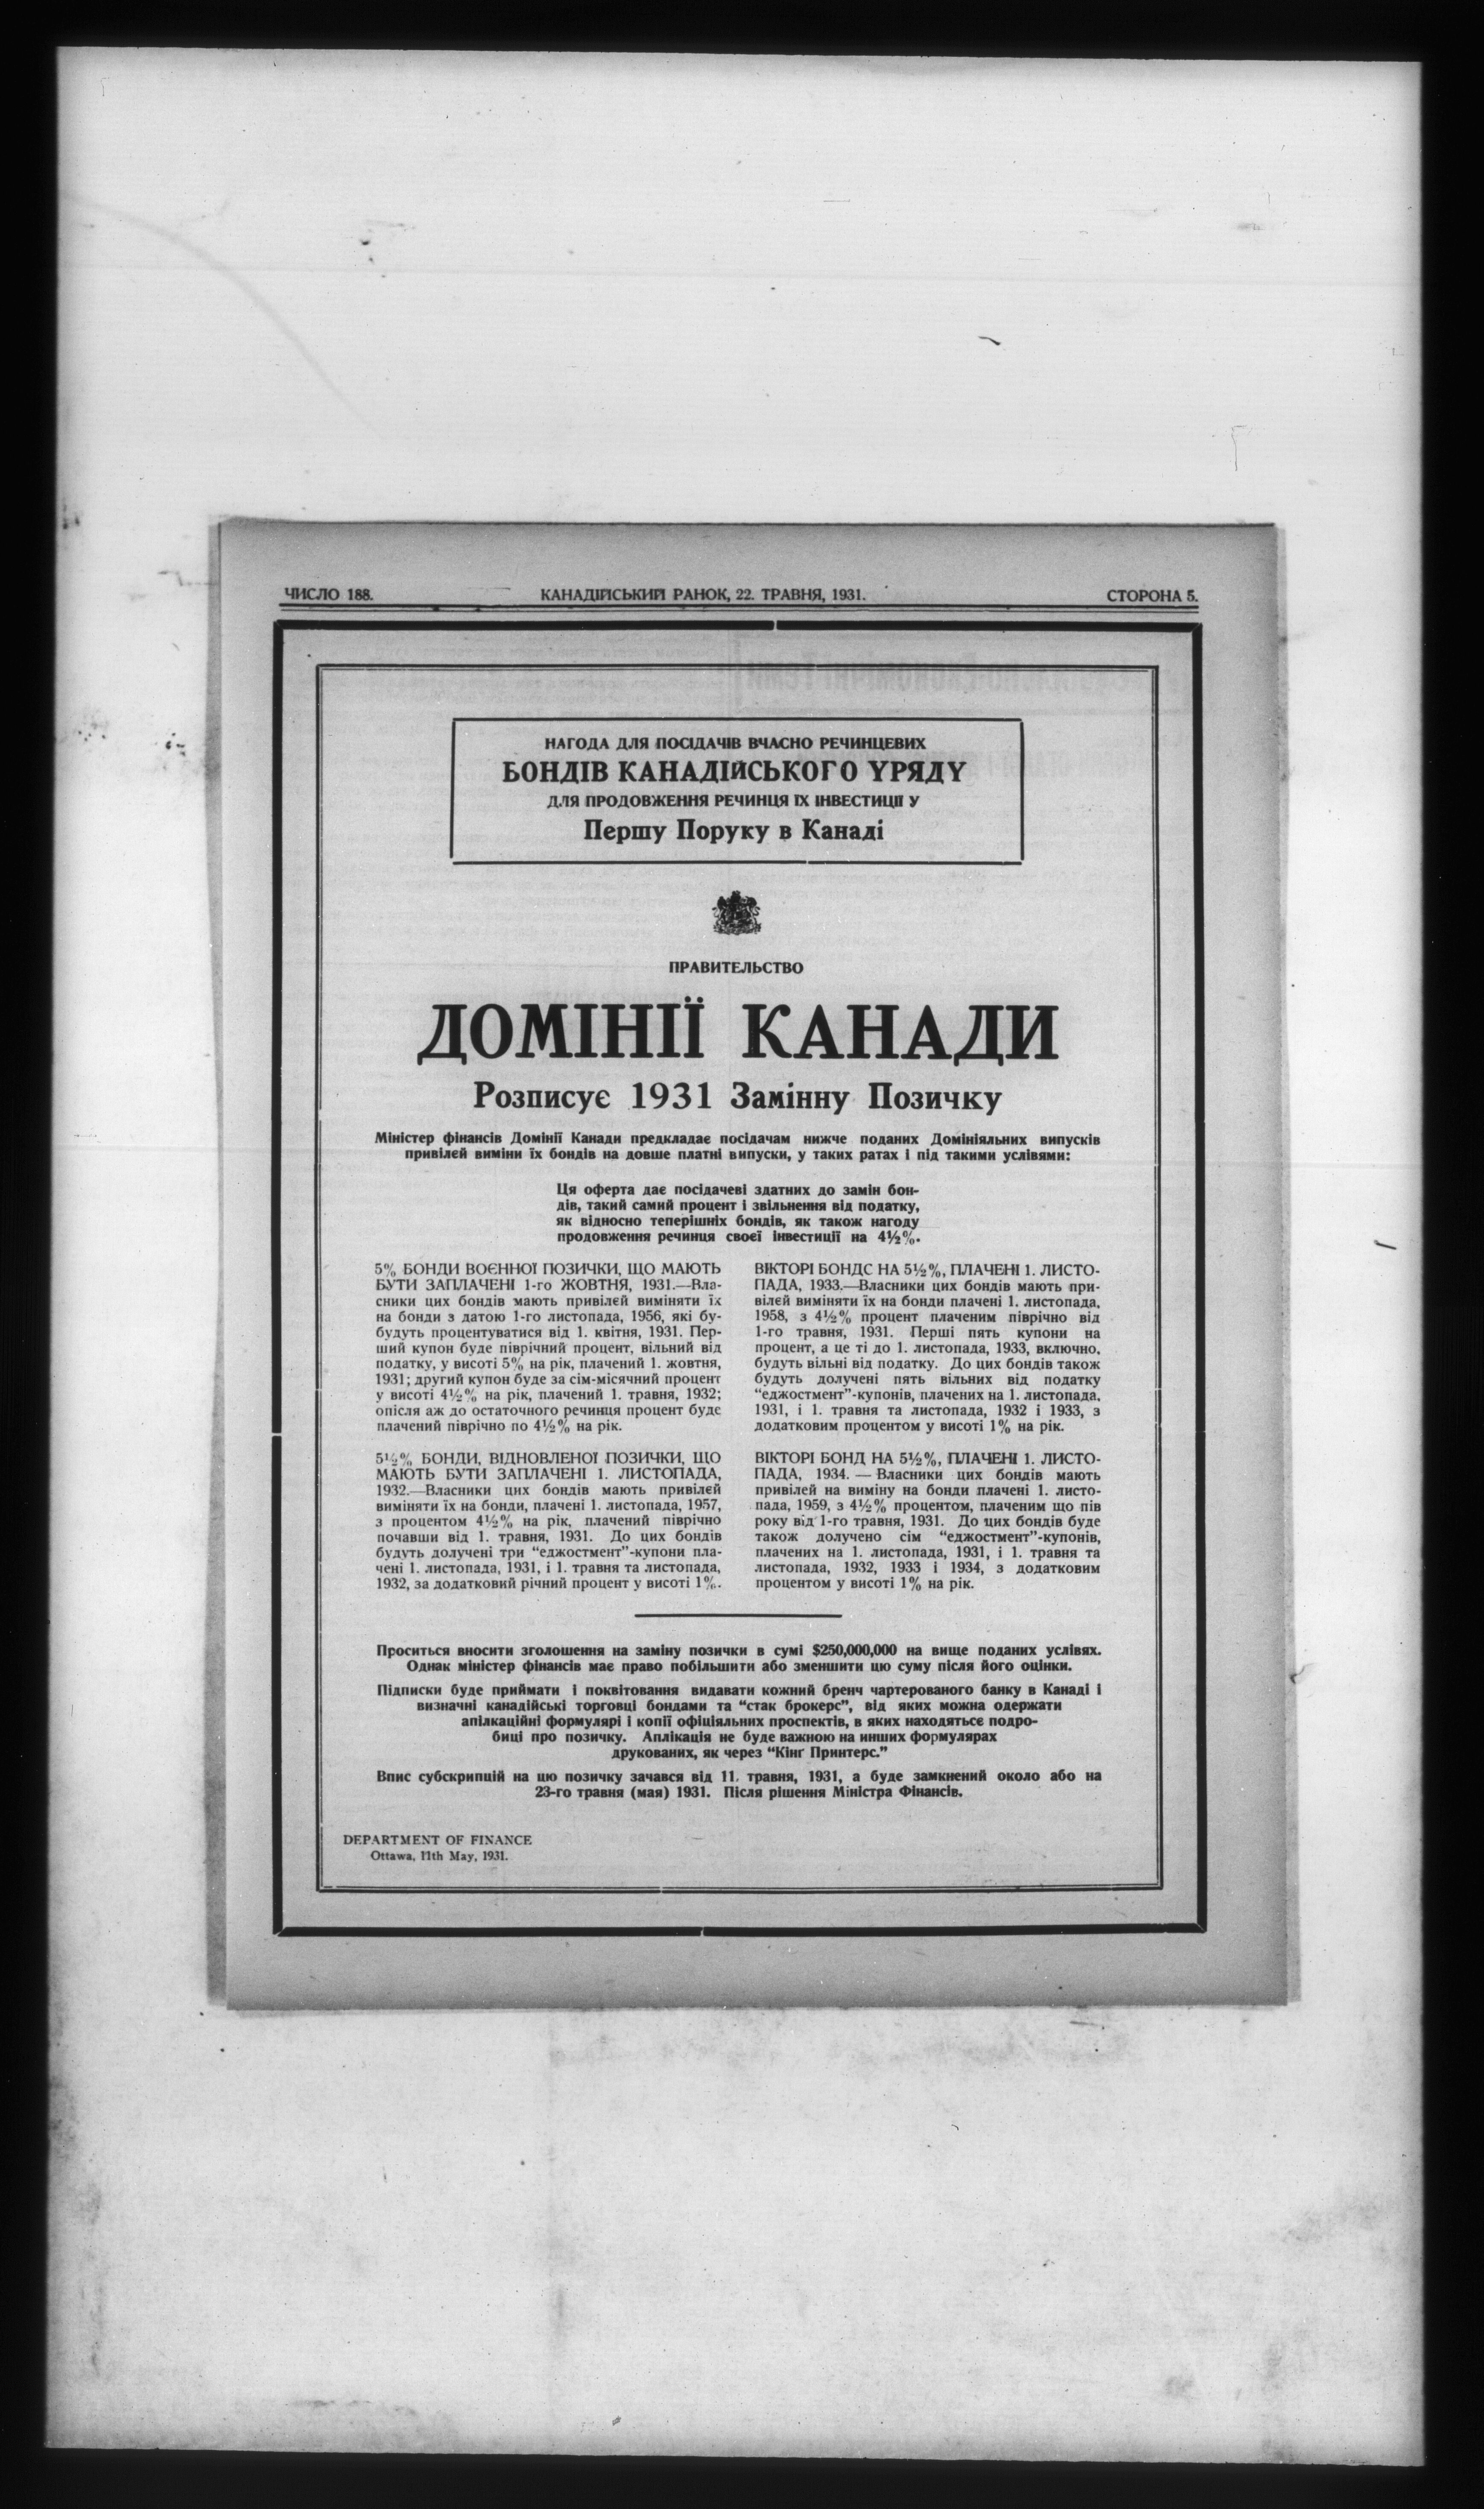 ЧИСЛО 188.
КАНАДІЙСЬКИЙ РАНОК, 22. ТРАВНЯ, 1931.
СТОРОНА 5.
НАГОДА ДЛЯ ПОСІДАЧІВ ВЧАСНО РЕЧИНЦЕВИХ
БОНДІВ КАНАДІЙСЬКОГО УРЯДУ
ДЛЯ ПРОДОВЖЕННЯ РЕЧИНЦЯ ЇХ ІНВЕСТИЦІЇ У
Першу Поруку в Канаді
ПРАВИТЕЛЬСТВО
ДОМІНІЇ КАНАДИ
Розписує 1931 Замінну Позичку
Міністер фінансів Домінії Канади предкладає посідачам нижче поданих Домініяльних випусків
привілєй виміни їх бондів на довше платні випуски, у таких ратах і під такими услівями:
Ця оферта дає посідачеві здатних до замін бон-
дів, такий самий процент і звільнення від податку,
як відносно теперішніх бондів, як також нагоду
продовження речинця своєї інвестиції на 4½%.
5% БОНДИ ВОЄННОЇ ПОЗИЧКИ, ЩО МАЮТЬ
БУТИ ЗАПЛАЧЕНІ 1-го ЖОВТНЯ, 1931.—Вла-
сники цих бондів мають привілєй виміняти їх
на бонди з датою 1-го листопада, 1956, які бу-
будуть процентуватися від 1. квітня, 1931. Пер-
ший купон буде піврічний процент, вільний від
податку, у висоті 5% на рік, плачений 1. жовтня,
1931; другий купон буде за сім-місячний процент
у висоті 4½% на рік, плачений 1. травня, 1932;
опісля аж до остаточного речинця процент буде
плачений піврічно по 4½% на рік.
5½% БОНДИ, ВІДНОВЛЕНОЇ ПОЗИЧКИ, ЩО
МАЮТЬ БУТИ ЗАПЛАЧЕНІ 1. ЛИСТОПАДА,
1932.—Власники цих бондів мають привілєй
виміняти їх на бонди, плачені 1. листопада, 1957,
з процентом 4½% на рік, плачений піврічно
почавши від 1. травня, 1931. До цих бондів
будуть долучені три "еджостмент"-купони пла-
чені 1. листопада, 1931, і 1. травня та листопада,
1932, за додатковий річний процент у висоті 1%.
ВІКТОРІ БОНДС НА 5½%, ПЛАЧЕНІ 1. ЛИСТО-
ПАДА, 1933.—Власники цих бондів мають при-
вілєй виміняти їх на бонди плачені 1. листопада,
1958, з 4½% процент плаченим піврічно від
1-го травня, 1931. Перші пять купони на
процент, а це ті до 1. листопада, 1933, включно,
будуть вільні від податку. До цих бондів також
будуть долучені пять вільних від податку
"еджостмент"-купонів, плачених на 1. листопада,
1931, і 1. травня та листопада, 1932 і 1933, з
додатковим процентом у висоті 1% на рік.
ВІКТОРІ БОНД НА 5½%, ПЛАЧЕНІ 1. ЛИСТО-
ПАДА, 1934. — Власники цих бондів мають
привілей на виміну на бонди плачені 1. листо-
пада, 1959, з 4½% процентом, плаченим що пів
року від 1-го травня, 1931. До цих бондів буде
також долучено сім "еджостмент"-купонів,
плачених на 1. листопада, 1931, і 1. травня та
листопада, 1932, 1933 і 1934, з додатковим
процентом у висоті 1% на рік.
Проситься вносити зголошення на заміну позички в сумі $250,000,000 на вище поданих услівях.
Однак міністер фінансів має право побільшити або зменшити цю суму після його оцінки.
Підписки буде приймати і поквітовання видавати кожний бренч чартерованого банку в Канаді і
визначні канадійські торговці бондами та "стак брокерс", від яких можна одержати
апілкаційні формулярі і копії офіціяльних проспектів, в яких находяться подро-
биці про позичку. Аплікація не буде важною на инших формулярах
друкованих, як через "Кінг Принтерс."
Впис субскрипцій на цю позичку зачався від 11. травня, 1931, а буде замкнений около або на
23-го травня (мая) 1931. Після рішення Міністра Фінансів.
DEPARTMENT OF FINANCE
Ottawa, 11th May, 1931.